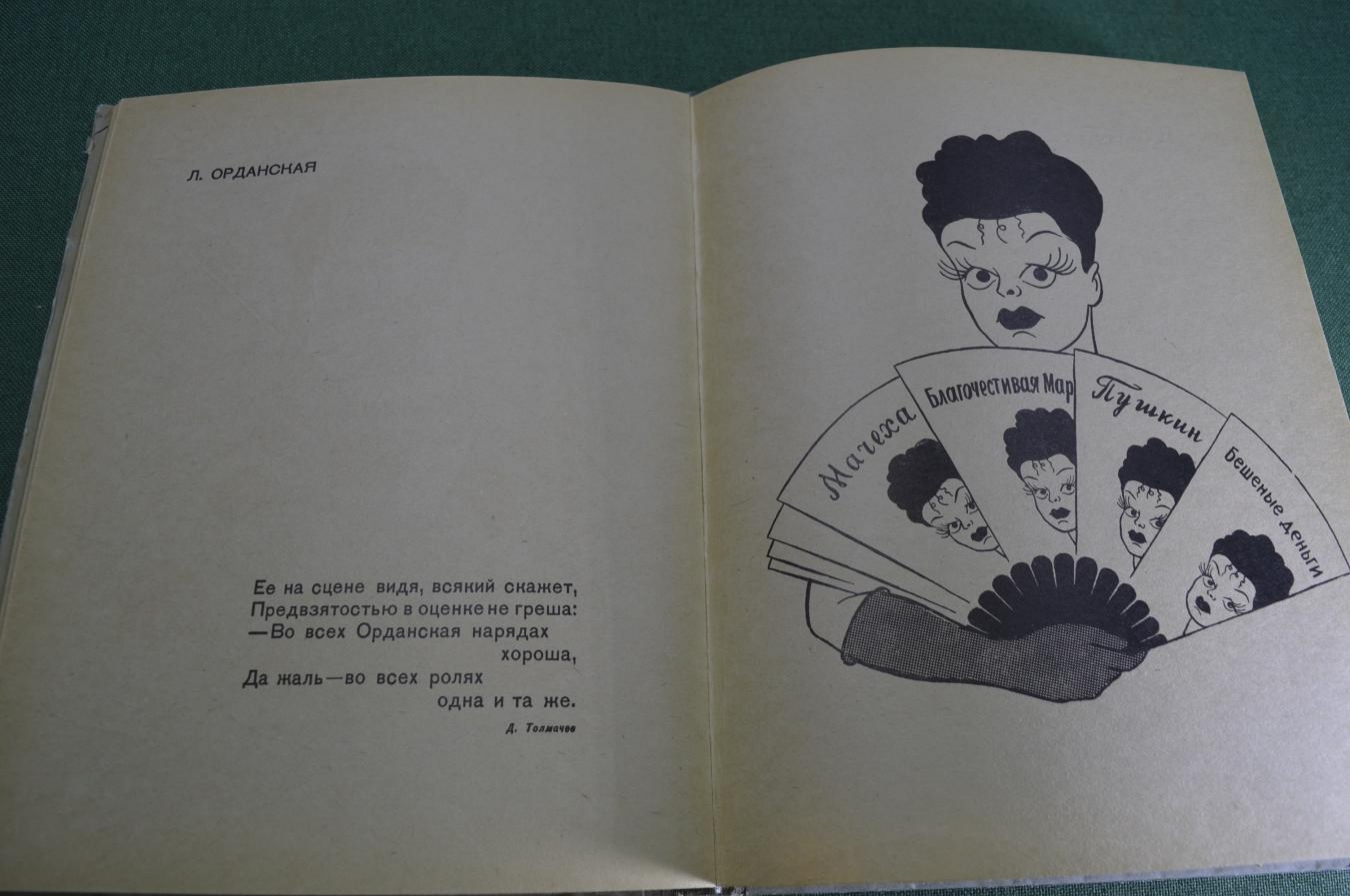 Л. ОРДАНСКАЯ
Ее на сцене видя, всякий скажет,
Предвзятостью в оценке не греша:
—Во всех Орданская нарядах
хороша,
Да жаль—во всех ролях
одна и та же.
Д. Толмачев
Мачеха
Благочестивая Мар
Пушкин
Бешеные деньги